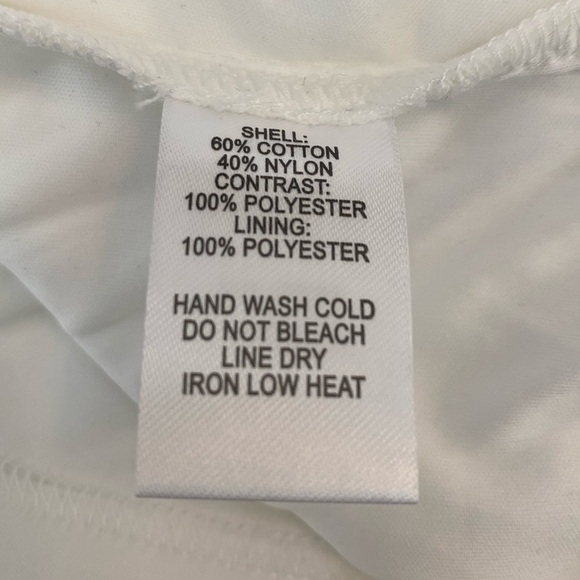 SHELL:
60% COTTON
40% NYLON
CONTRAST:
100% POLYESTER
LINING:
100% POLYESTER
HAND WASH COLD
DO NOT BLEACH
LINE DRY
IRON LOW HEAT